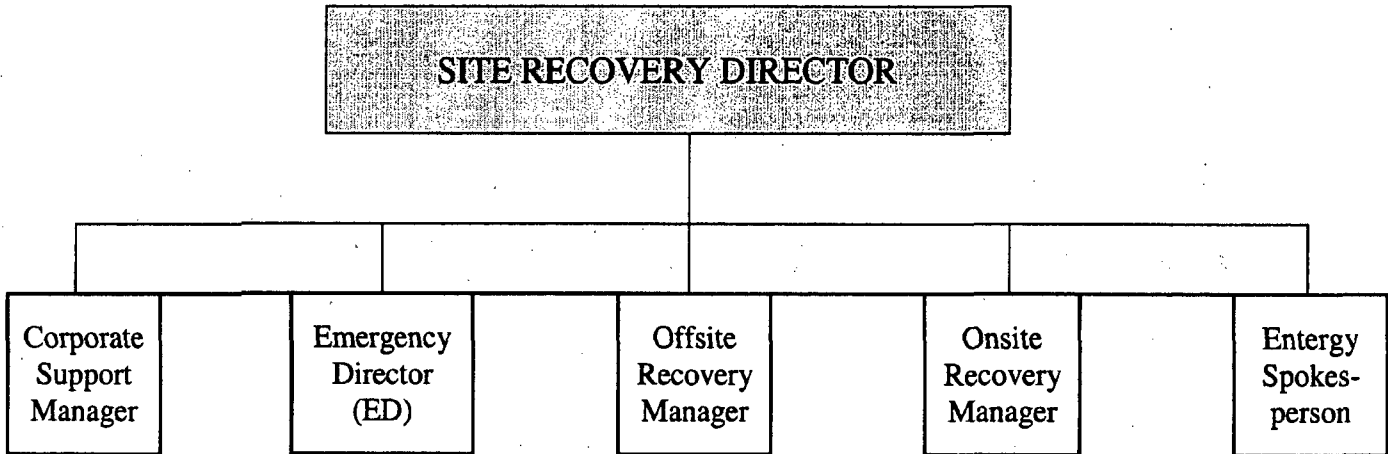 SITE RECOVERY DIRECTOR
Corporate
Support
Manager
Emergency
Director
(ED)
Offsite
Recovery
Manager
Onsite
Recovery
Manager
Entergy
Spokes-
person